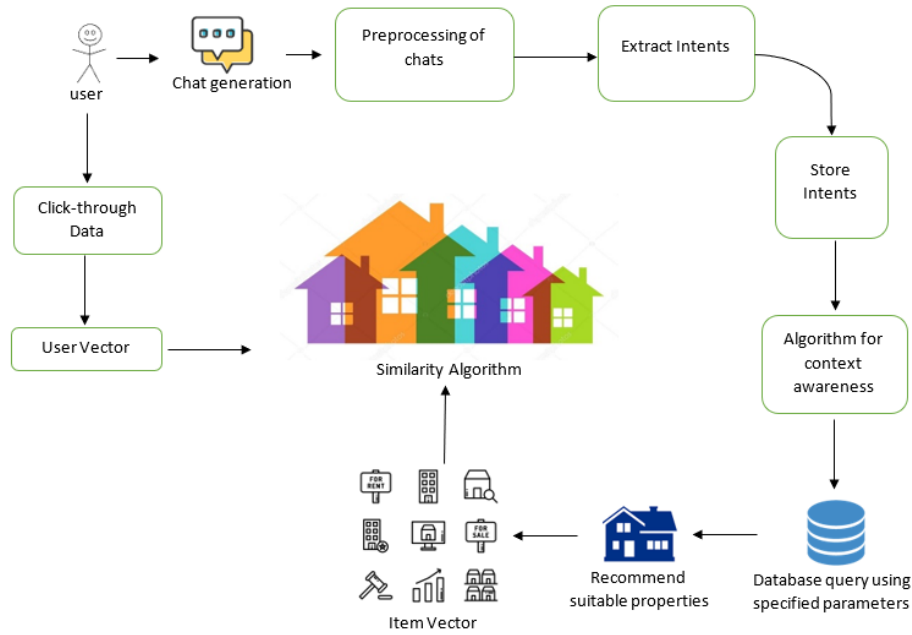 Preprocessing of
chats
Extract Intents
Chat generation
user
Store
Intents
Click-through
Data
User Vector
Similarity Algorithm
Algorithm for
context
awareness
FOR
RENT
FOR
SALE
Item Vector
Recommend
suitable properties
Database query using
specified parameters